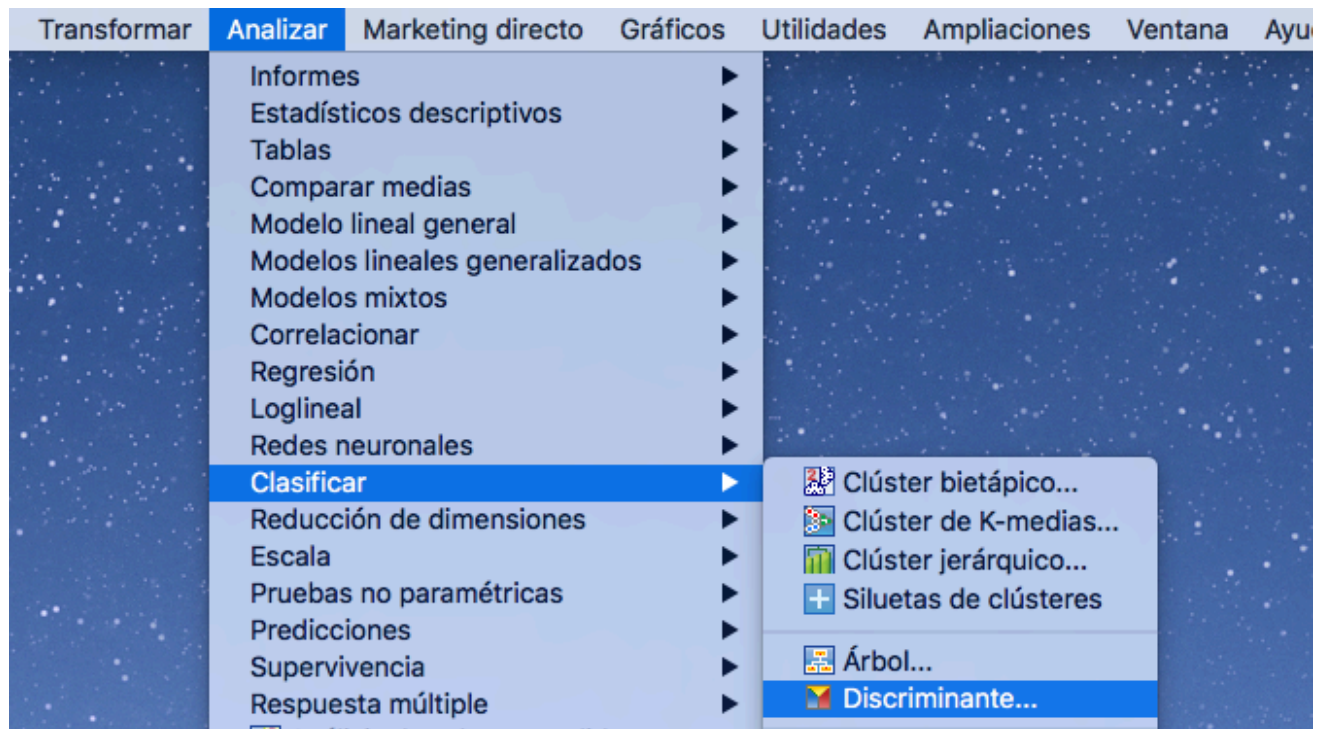 Transformar Analizar Marketing directo Gráficos Utilidades Ampliaciones Ventana
Informes
Estadísticos descriptivos
Tablas
Comparar medias
Modelo lineal general
Modelos lineales generalizados
Modelos mixtos
Correlacionar
Regresión
Loglineal
Redes neuronales
Clasificar
Reducción de dimensiones
Escala
Pruebas no paramétricas
Predicciones
Supervivencia
Respuesta múltiple
Clúster bietápico...
Clúster de K-medias...
Clúster jerárquico...
Siluetas de clústeres
Árbol...
Discriminante...